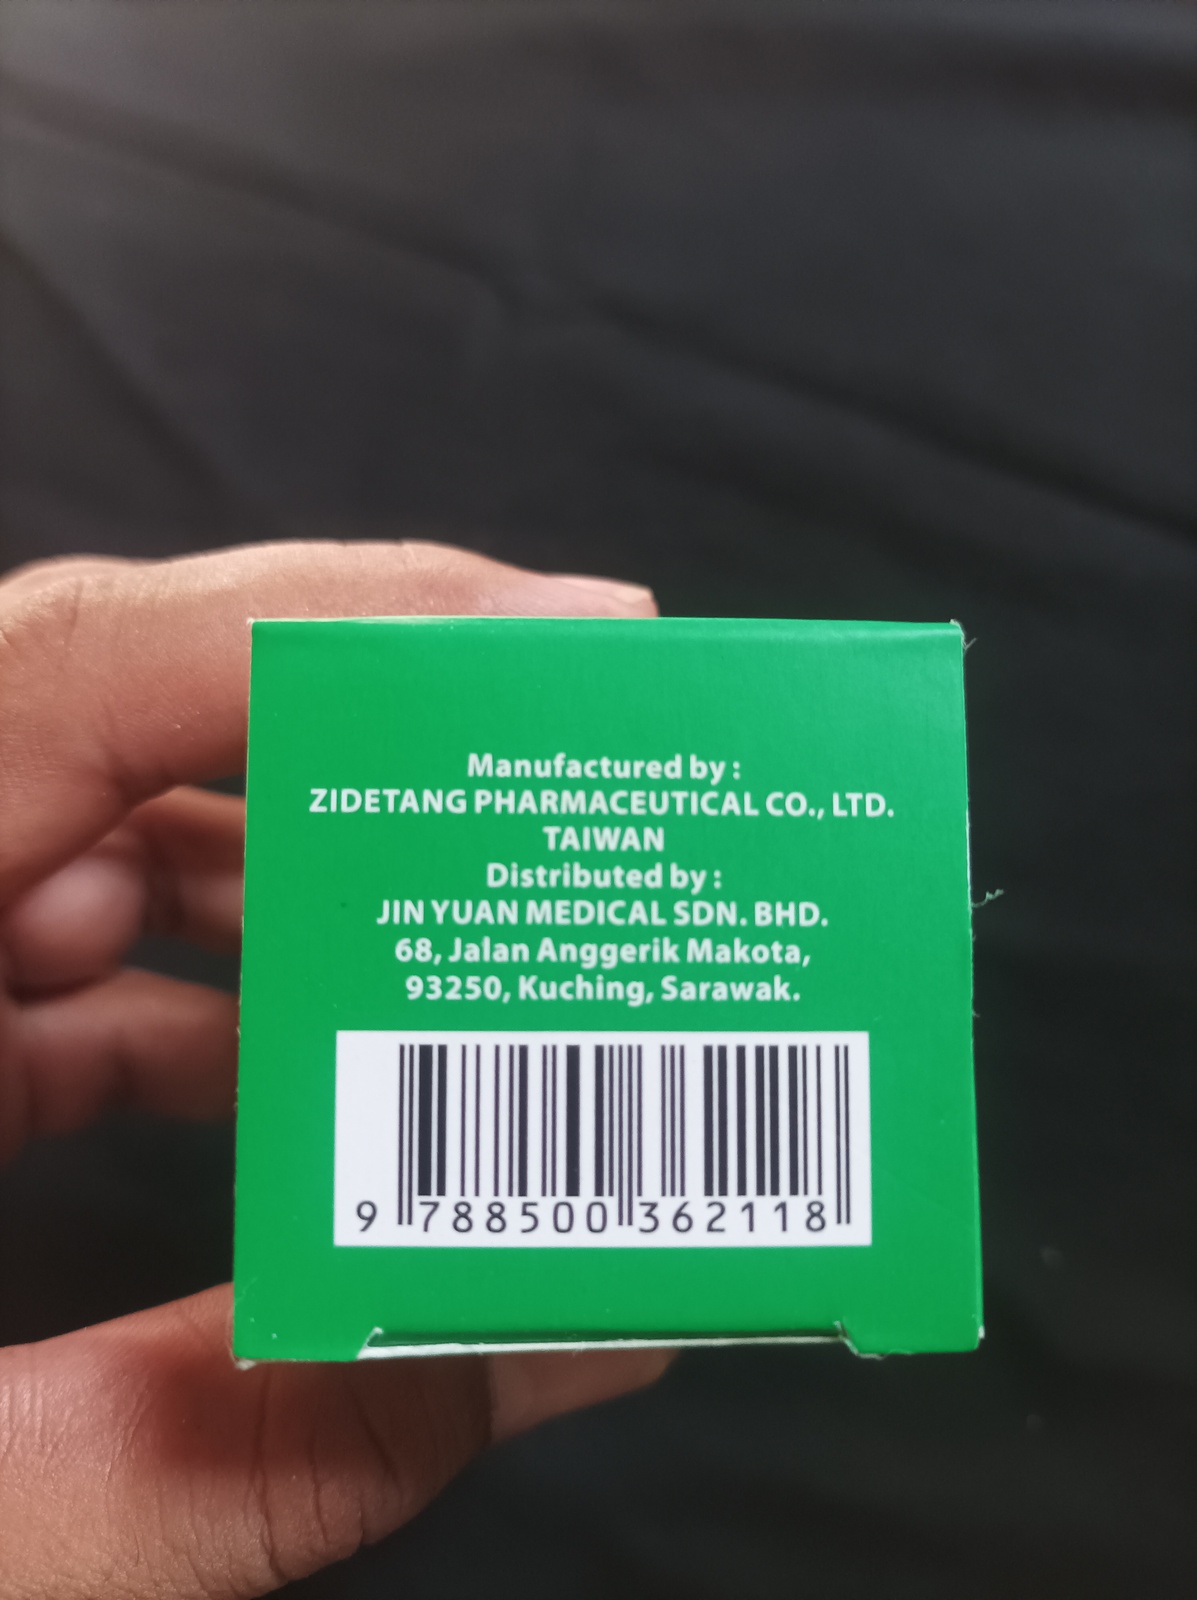 Manufactured by :
ZIDETANG PHARMACEUTICAL CO., LTD.
TAIWAN
Distributed by :
JIN YUAN MEDICAL SDN. BHD.
68, Jalan Anggerik Makota,
93250, Kuching, Sarawak.
9 788500 362118